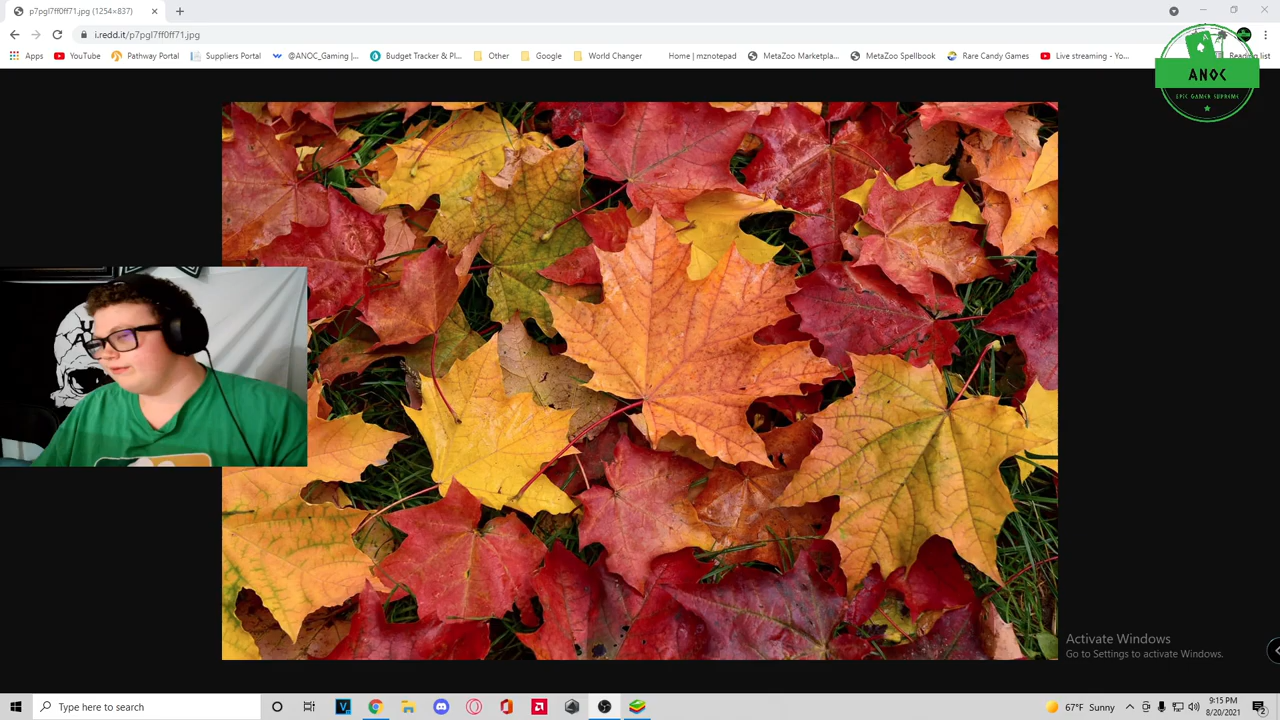 p7pgl7ff0ff71.jpg (1254×837)
i.redd.it/p7pgl7ff0ff71.jpg
Apps YouTube Pathway Portal Suppliers Portal @ANOC_Gaming |... Budget Tracker & Pl... Other Google World Changer Home | mznotepad MetaZoo Marketpla... MetaZoo Spellbook Rare Candy Games Live streaming - Yo... Reading list
ANOC
EPIC GAMER SUPREME
Activate Windows
Go to Settings to activate Windows.
Type here to search
67°F Sunny
9:15 PM
8/20/2021
2